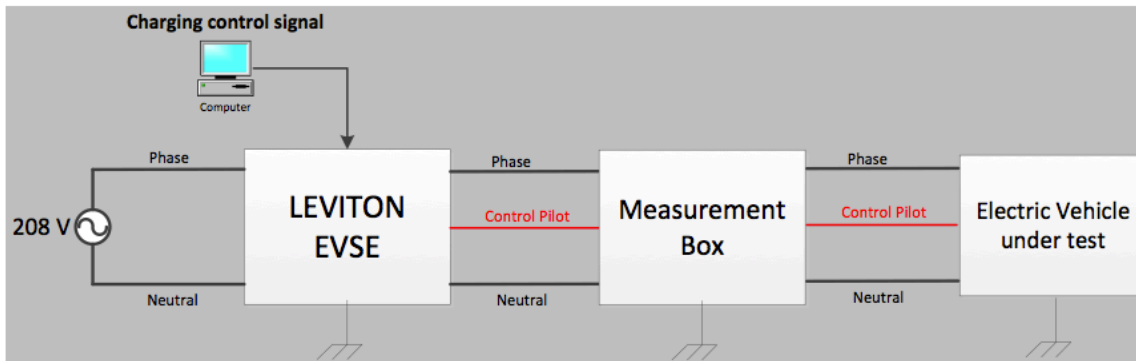 Charging control signal
Computer
Phase
Phase
Phase
208 V
LEVITON
EVSE
Control Pilot
Measurement
Box
Control Pilot
Electric Vehicle
under test
Neutral
Neutral
Neutral